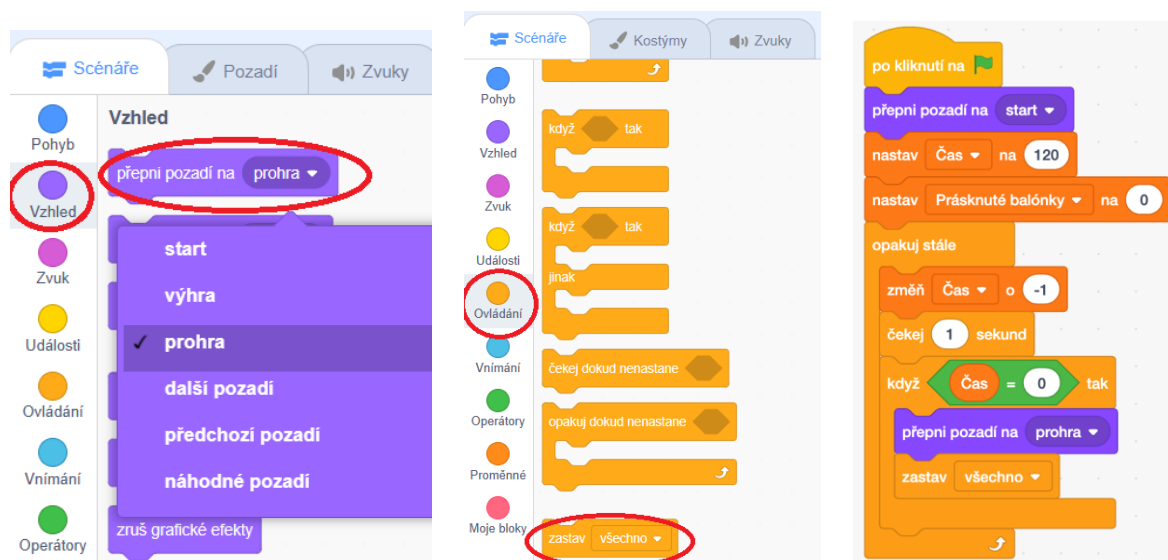 Scénáře
Pozadí
Zvuky
Pohyb
Vzhled
Zvuk
Události
Ovládání
Vnímání
Operátory
Vzhled
přepni pozadí na prohra
start
výhra
✓ prohra
další pozadí
předchozí pozadí
náhodné pozadí
zruš grafické efekty
Scénáře
Kostýmy
Zvuky
Pohyb
Vzhled
Zvuk
Události
Ovládání
Vnímání
Operátory
Proměnné
Moje bloky
když tak
když tak
jinak
čekej dokud nenastane
opakuj dokud nenastane
zastav všechno
po kliknutí na
přepni pozadí na start
nastav Čas na 120
nastav Prásknuté balónky na 0
opakuj stále
změň Čas o -1
čekej 1 sekund
když Čas = 0 tak
přepni pozadí na prohra
zastav všechno